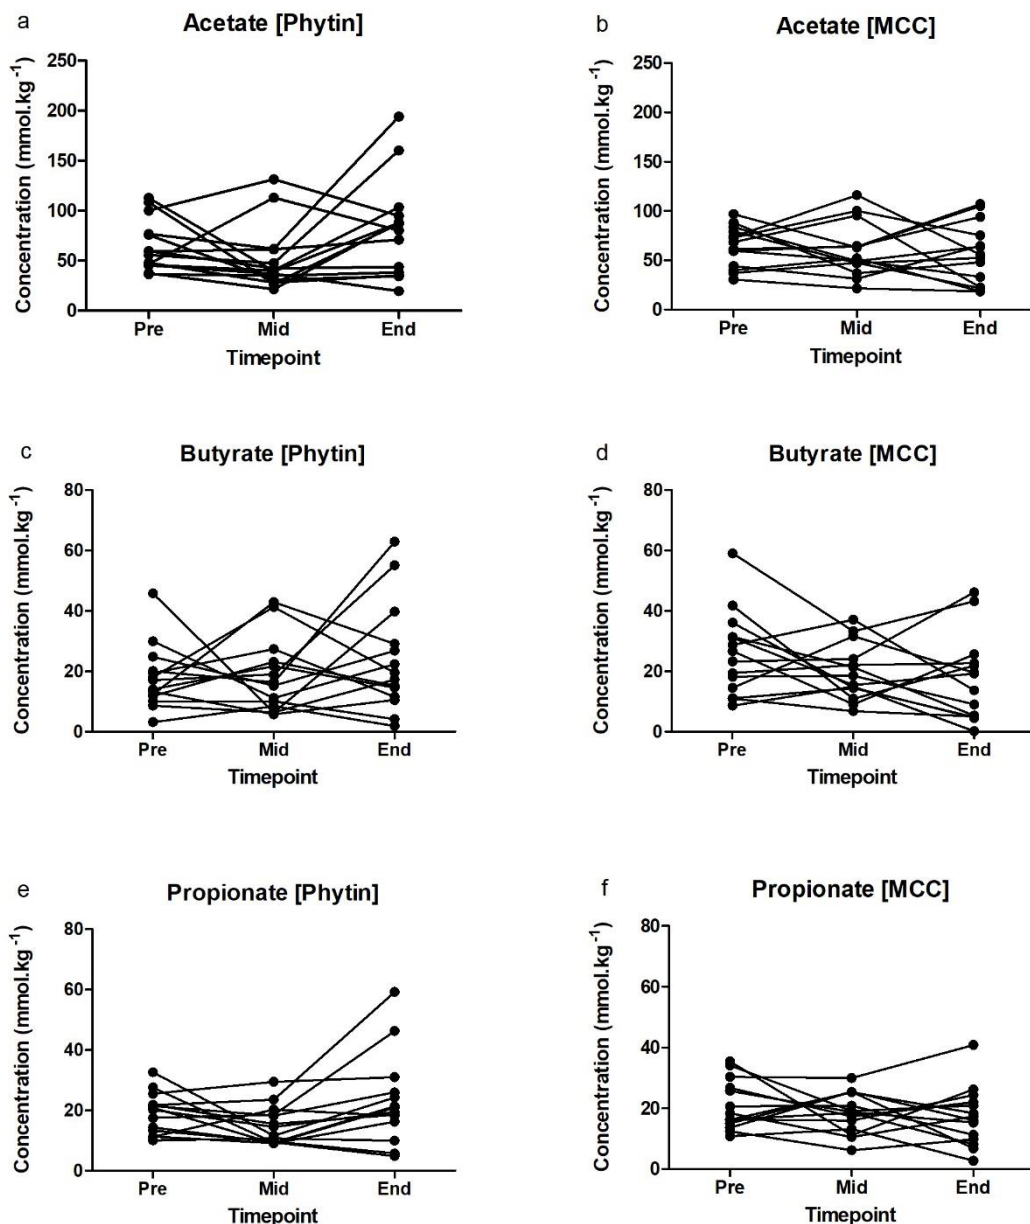 a
Acetate [Phytin]
Concentration (mmol.kg⁻¹)
250
200
150
100
50
0
Pre Mid End
Timepoint
b
Acetate [MCC]
Concentration (mmol.kg⁻¹)
250
200
150
100
50
0
Pre Mid End
Timepoint
c
Butyrate [Phytin]
Concentration (mmol.kg⁻¹)
80
60
40
20
0
Pre Mid End
Timepoint
d
Butyrate [MCC]
Concentration (mmol.kg⁻¹)
80
60
40
20
0
Pre Mid End
Timepoint
e
Propionate [Phytin]
Concentration (mmol.kg⁻¹)
80
60
40
20
0
Pre Mid End
Timepoint
f
Propionate [MCC]
Concentration (mmol.kg⁻¹)
80
60
40
20
0
Pre Mid End
Timepoint